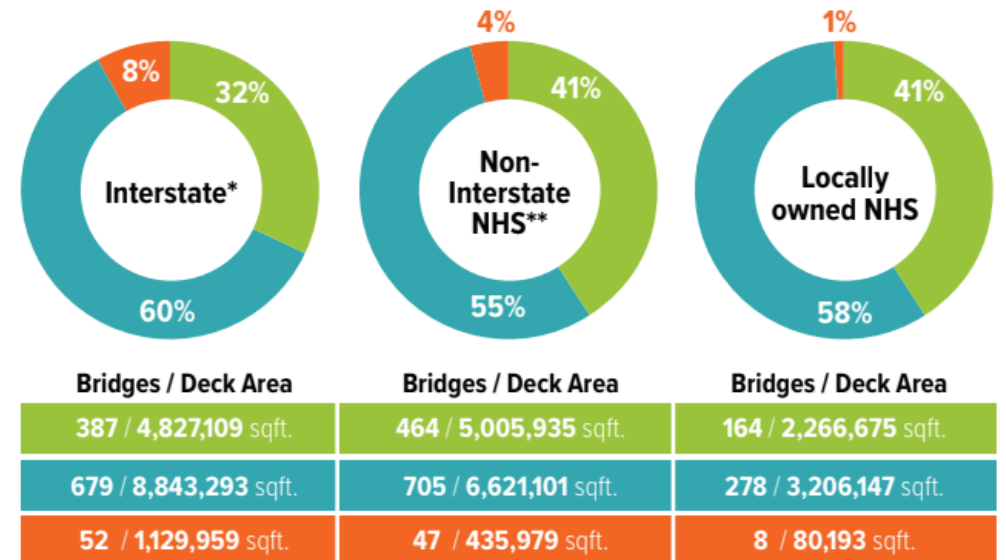 4%
1%
8%
32%
41%
41%
Interstate*
Non-
Interstate
NHS**
Locally
owned NHS
60%
55%
58%
Bridges / Deck Area
Bridges / Deck Area
Bridges / Deck Area
387 / 4,827,109 sqft.
464 / 5,005,935 sqft.
164 / 2,266,675 sqft.
679 / 8,843,293 sqft.
705 / 6,621,101 sqft.
278 / 3,206,147 sqft.
52 / 1,129,959 sqft.
47 / 435,979 sqft.
8 / 80,193 sqft.